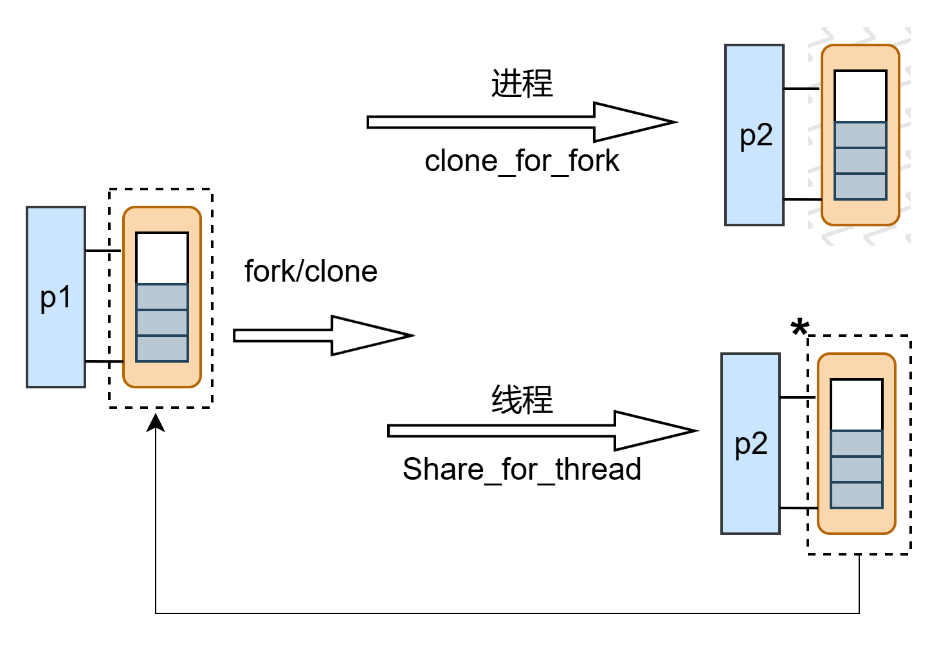 进程
clone_for_fork
p2
p1
fork/clone
*
线程
Share_for_thread
p2